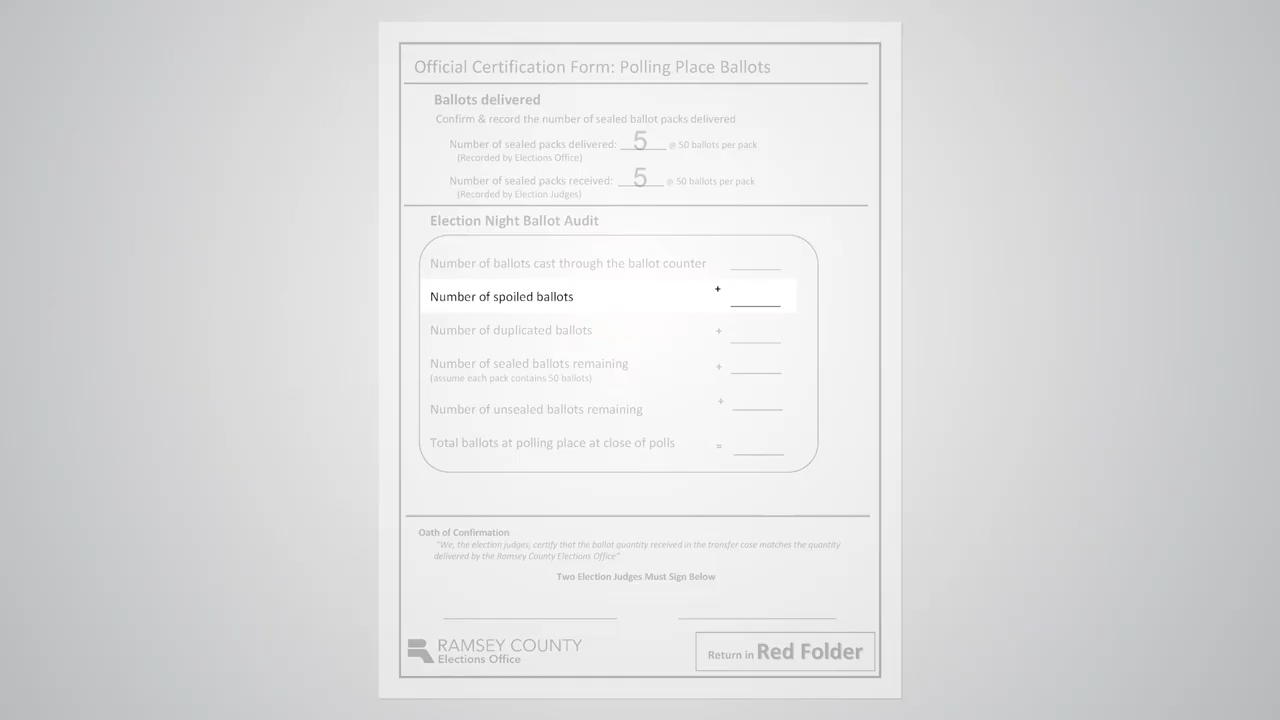 Official Certification Form: Polling Place Ballots
Ballots delivered
Confirm & record the number of sealed ballot packs delivered
Number of sealed packs delivered: 5 @ 50 ballots per pack
(Recorded by Elections Office)
Number of sealed packs received: 5 @ 50 ballots per pack
(Recorded by Election Judges)
Election Night Ballot Audit
Number of ballots cast through the ballot counter
Number of spoiled ballots +
Number of duplicated ballots +
Number of sealed ballots remaining +
(assume each pack contains 50 ballots)
Number of unsealed ballots remaining +
Total ballots at polling place at close of polls =
Oath of Confirmation
"We, the election judges, certify that the ballot quantity received in the transfer case matches the quantity
delivered by the Ramsey County Elections Office"
Two Election Judges Must Sign Below
RAMSEY COUNTY
Elections Office
Return in Red Folder